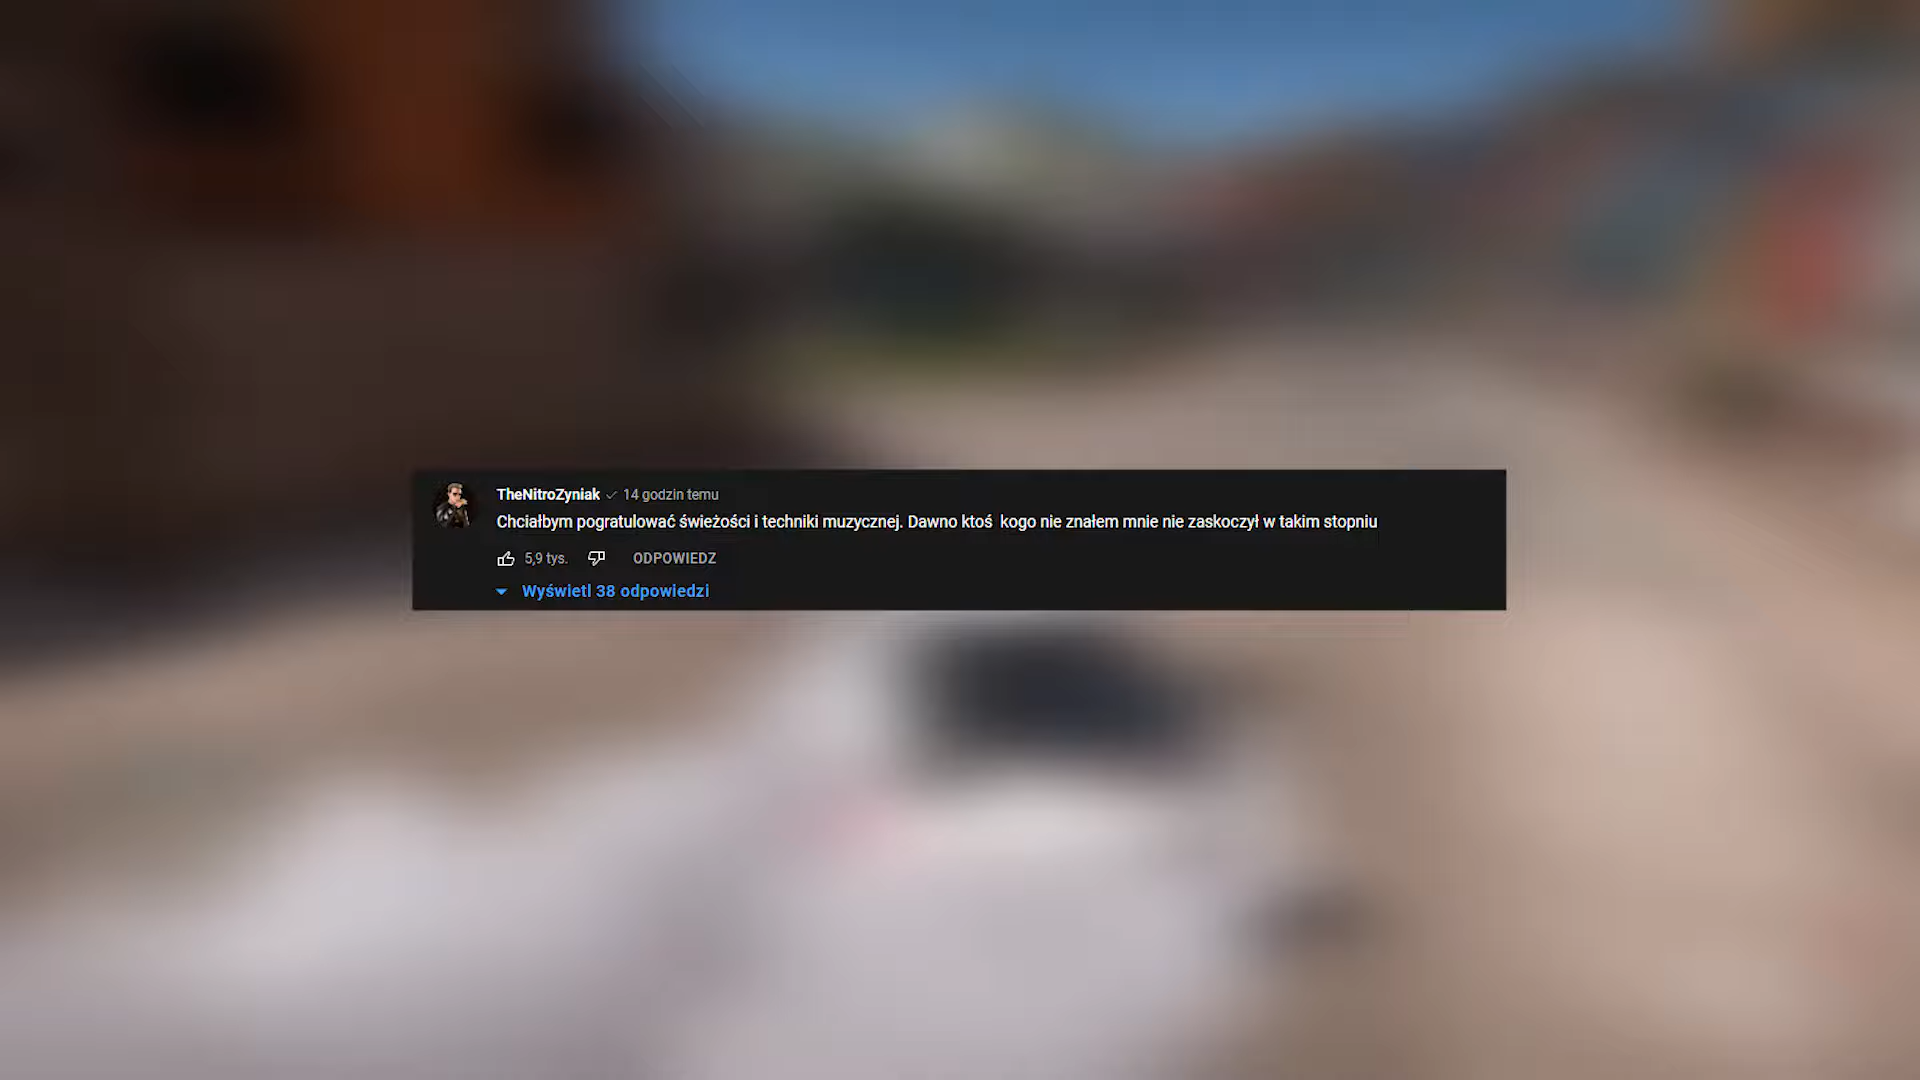 TheNitroZyniak 14 godzin temu
Chciałbym pogratulować świeżości i techniki muzycznej. Dawno ktoś kogo nie znałem mnie nie zaskoczył w takim stopniu
5,9 tys. ODPOWIEDZ
Wyświetl 38 odpowiedzi